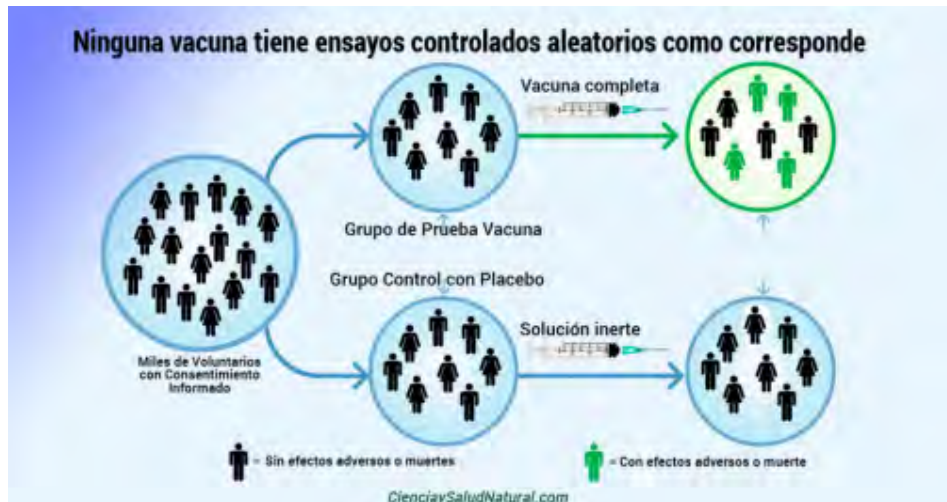 Ninguna vacuna tiene ensayos controlados aleatorios como corresponde
Vacuna completa
Grupo de Prueba Vacuna
Grupo Control con Placebo
Solución inerte
Miles de Voluntarios
con Consentimiento
Informado
= Sin efectos adversos o muertes
= Con efectos adversos o muerte
CienciaySaludNatural.com